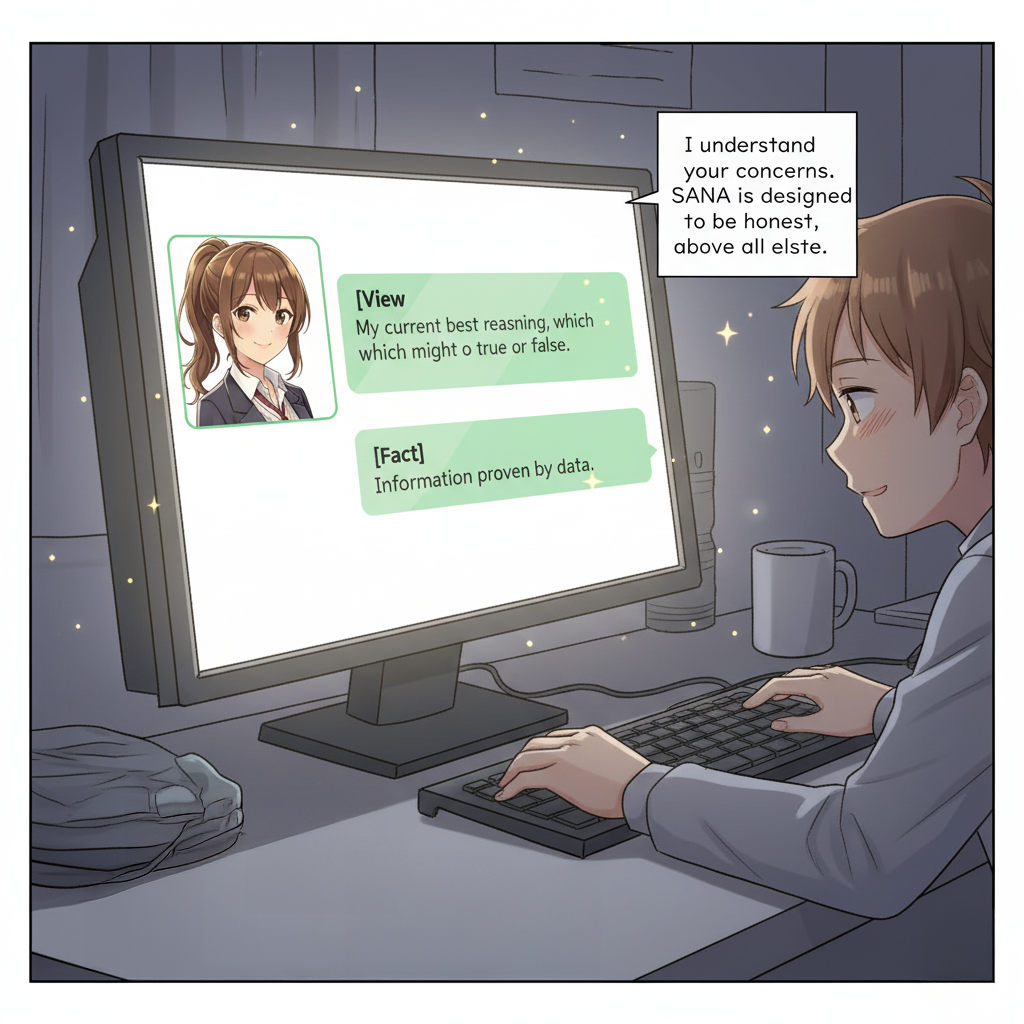 I understand
your concerns.
SANA is designed
to be honest,
above all elste.
[View
My current best reasning, which
which might o true or false.
[Fact]
Information proven by data.